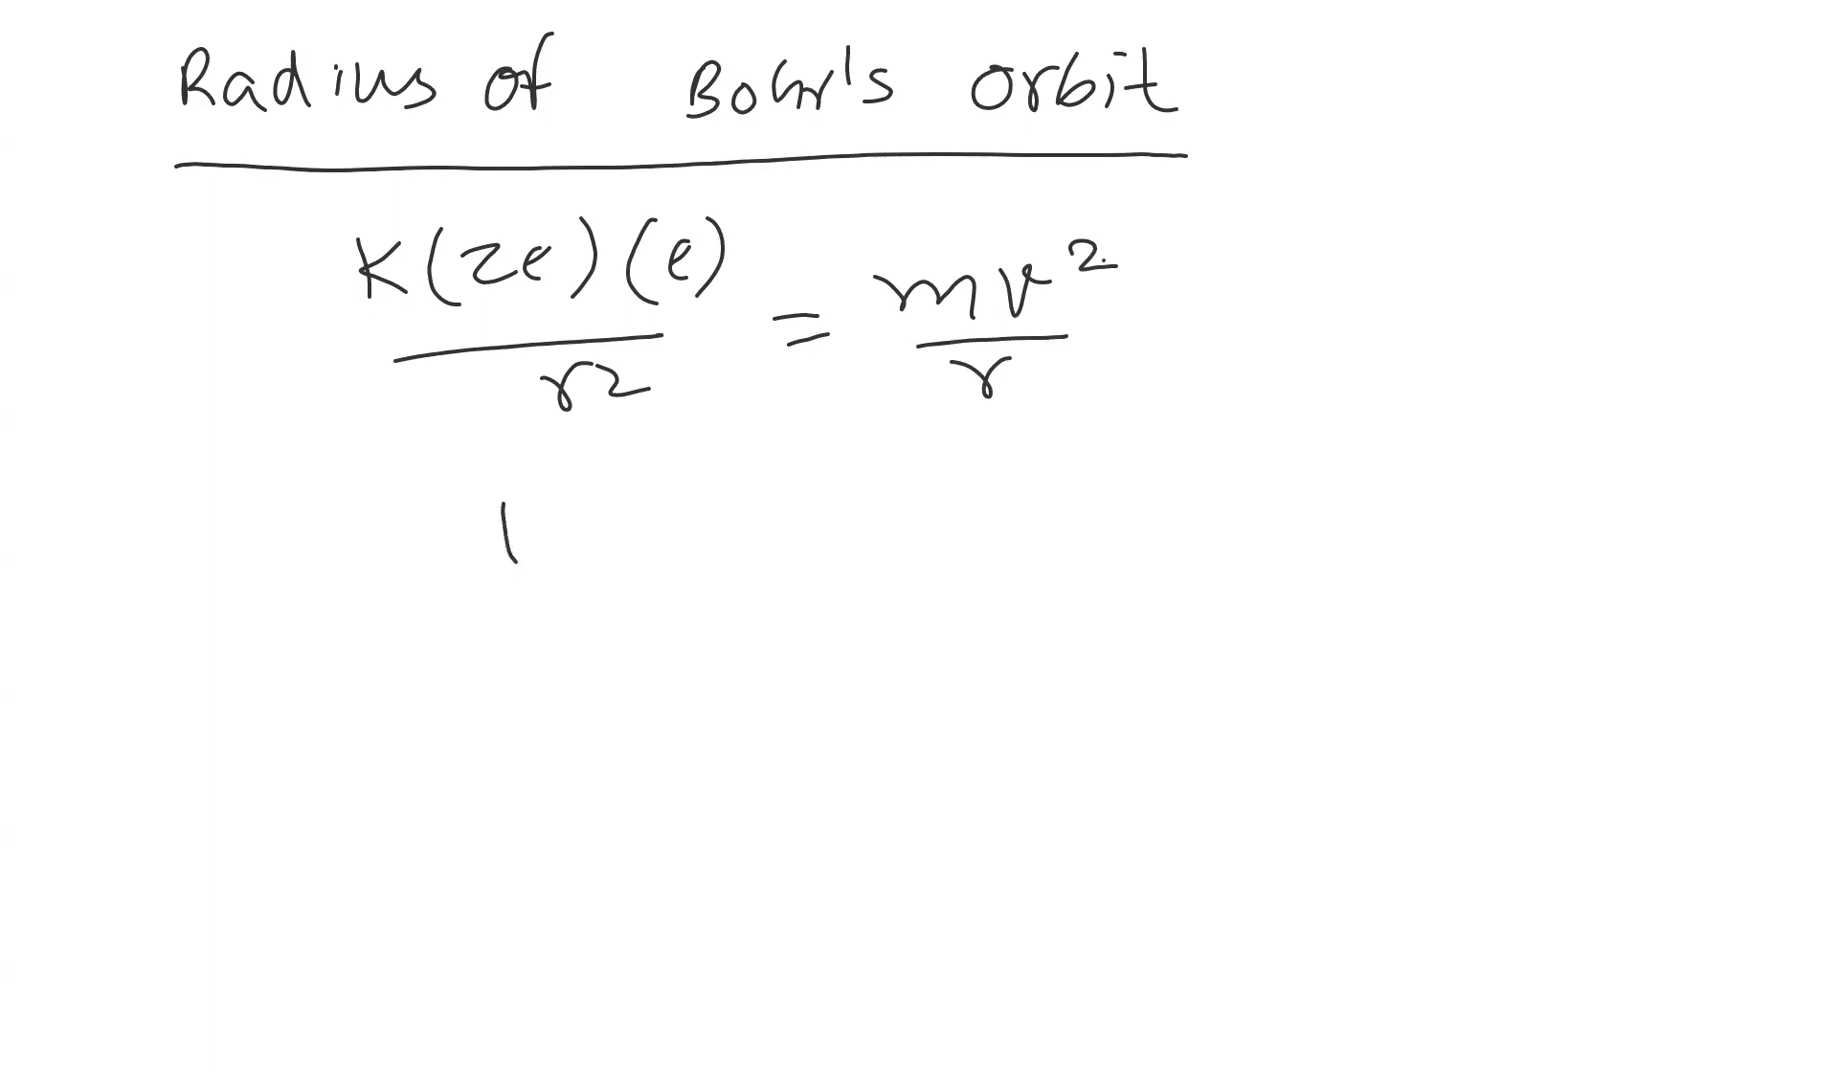 Radius of Bohr's orbit
K(Ze)(e) / r2 = mv² / r